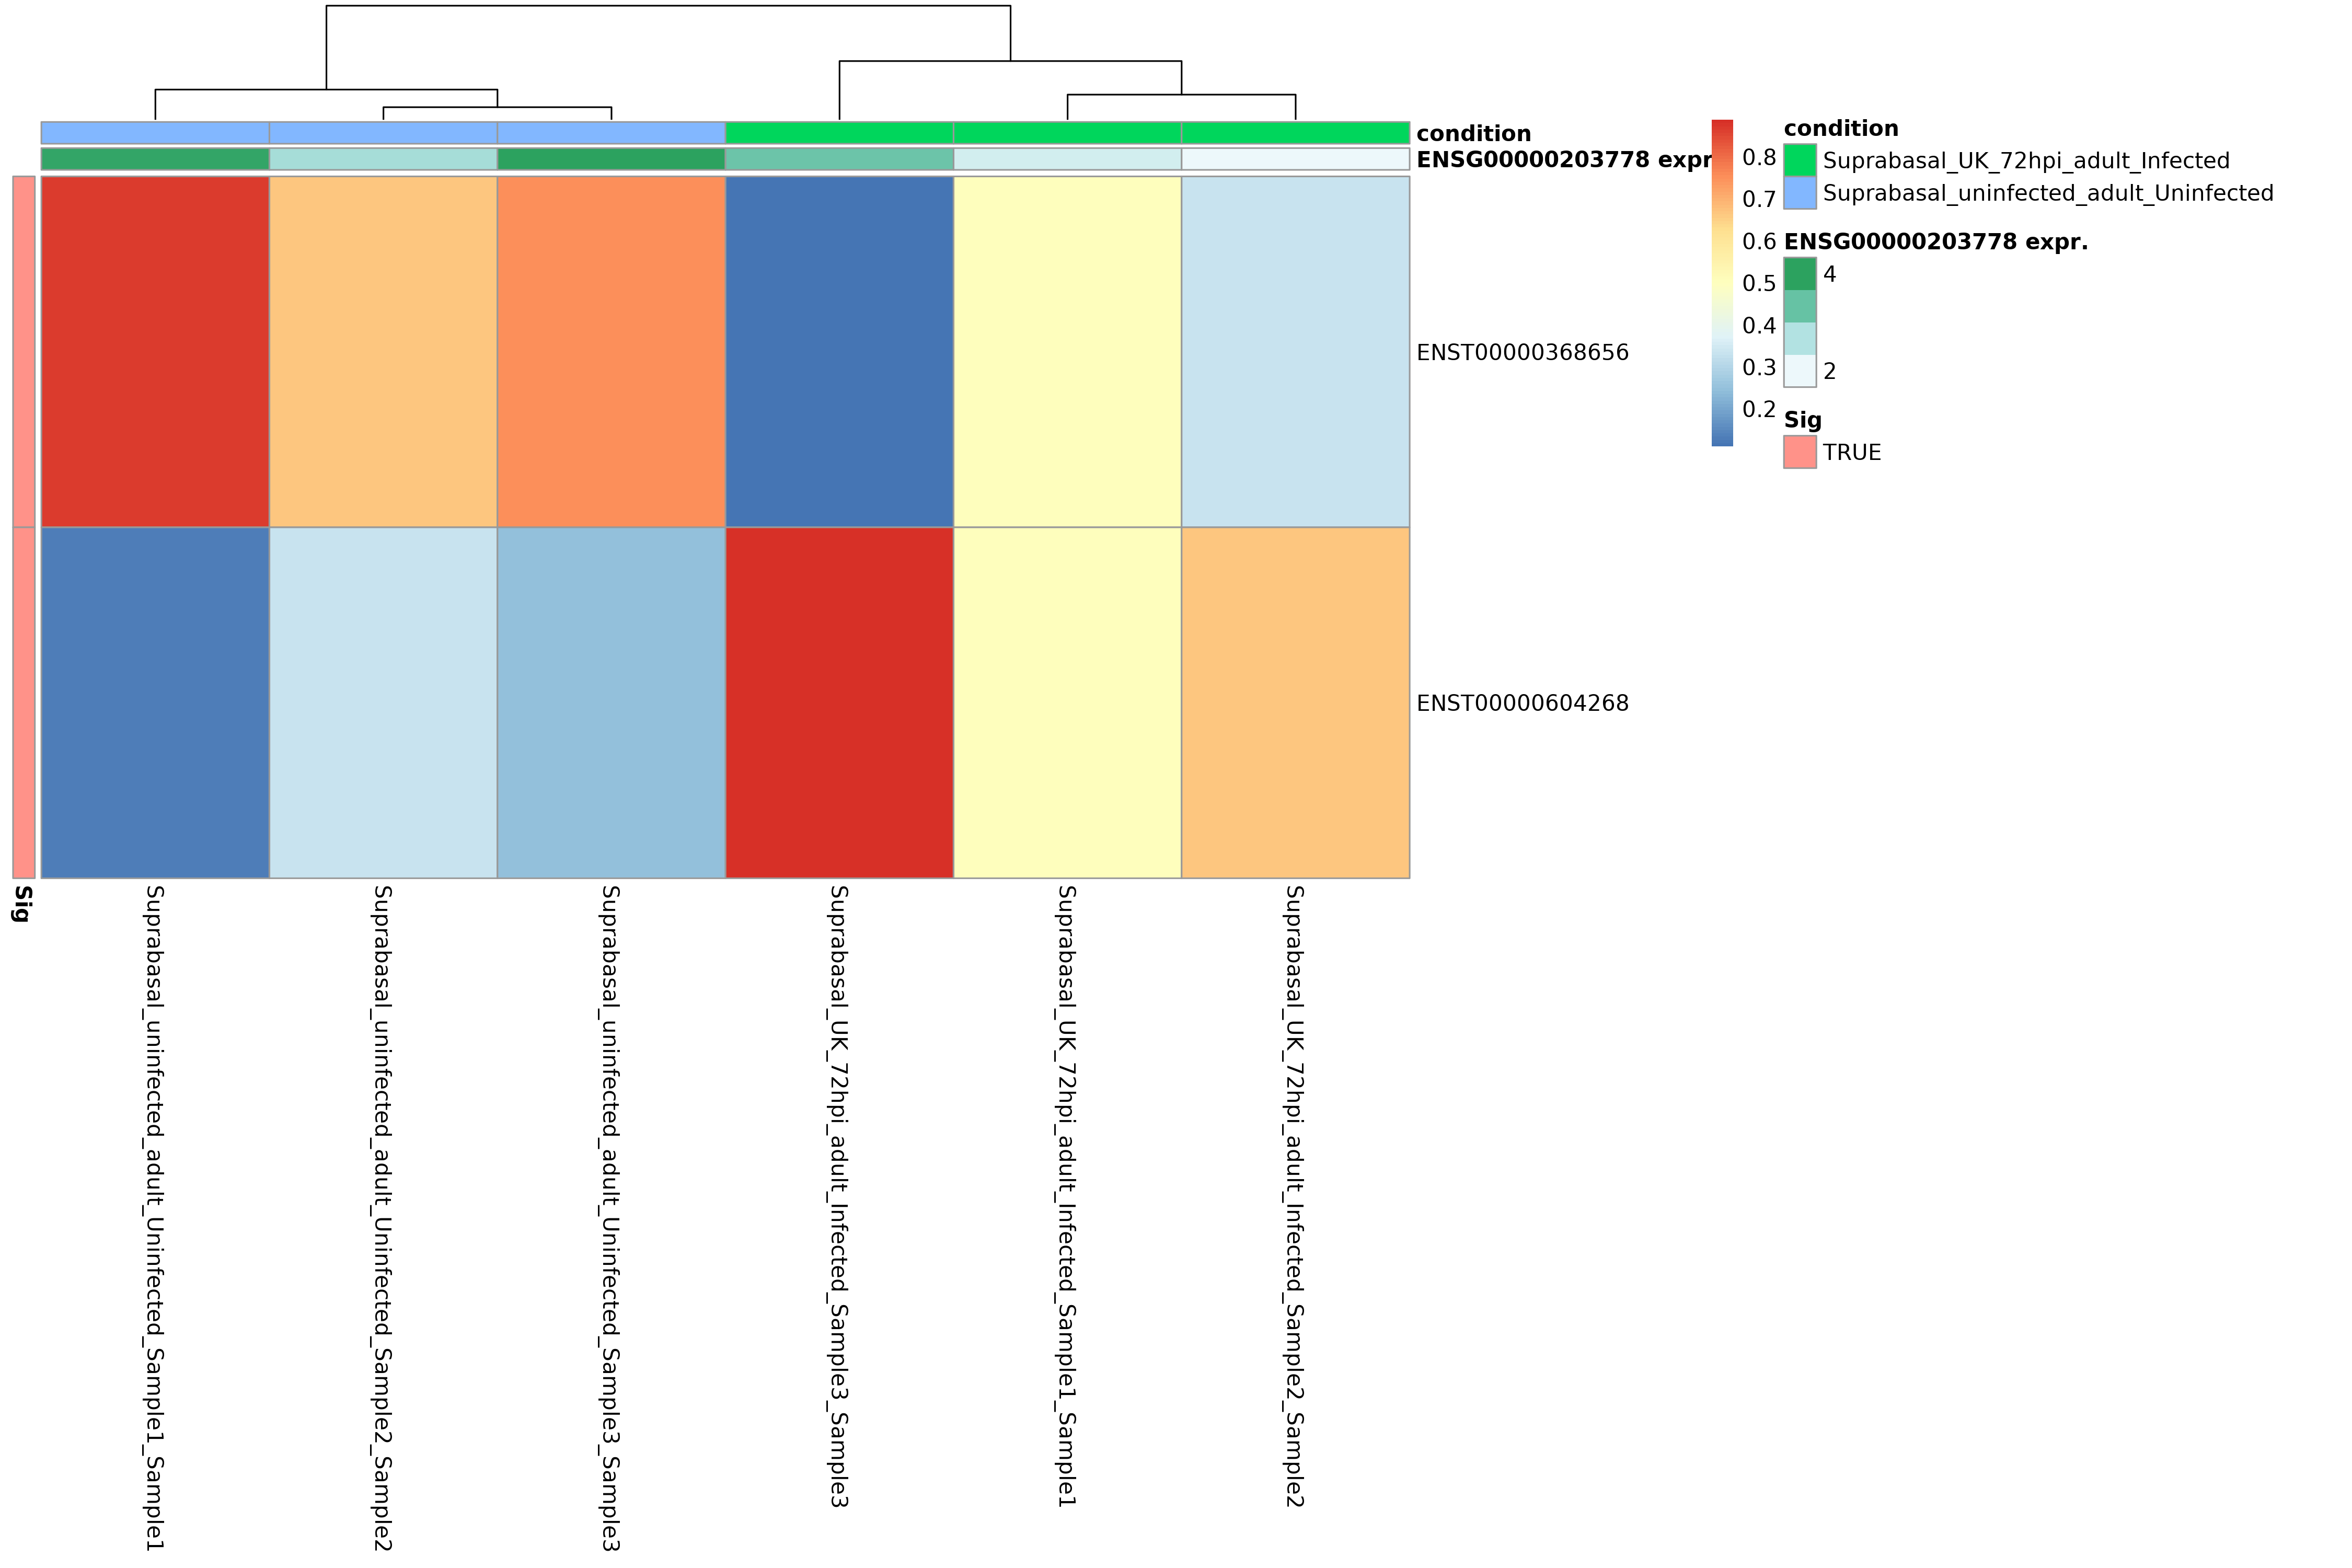 condition
ENSG00000203778 expr
ENST00000368656
ENST00000604268
Sig
Suprabasal_uninfected_adult_Uninfected_Sample1_Sample1
Suprabasal_uninfected_adult_Uninfected_Sample2_Sample2
Suprabasal_uninfected_adult_Uninfected_Sample3_Sample3
Suprabasal_UK_72hpi_adult_Infected_Sample3_Sample3
Suprabasal_UK_72hpi_adult_Infected_Sample1_Sample1
Suprabasal_UK_72hpi_adult_Infected_Sample2_Sample2
0.8
0.7
0.6
0.5
0.4
0.3
0.2
condition
Suprabasal_UK_72hpi_adult_Infected
Suprabasal_uninfected_adult_Uninfected
ENSG00000203778 expr.
4
2
Sig
TRUE